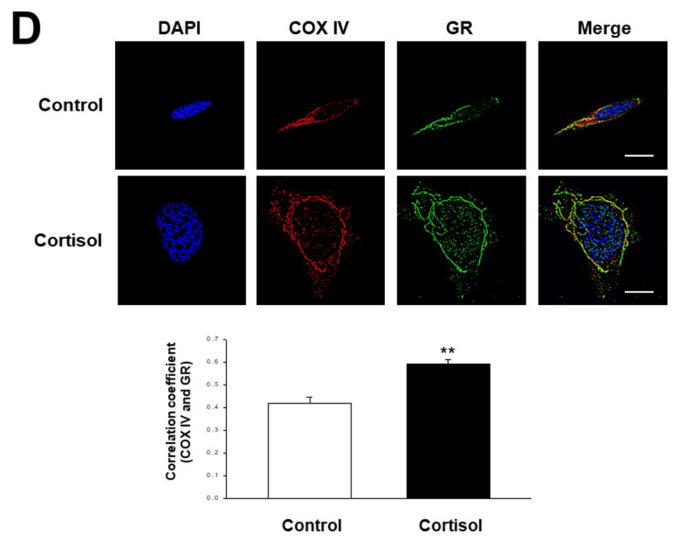 D
DAPI COX IV GR Merge
Control
Cortisol
Correlation coefficient
(COX IV and GR)
0.7
0.6
0.5
0.4
0.3
0.2
0.1
0.0
**
Control Cortisol